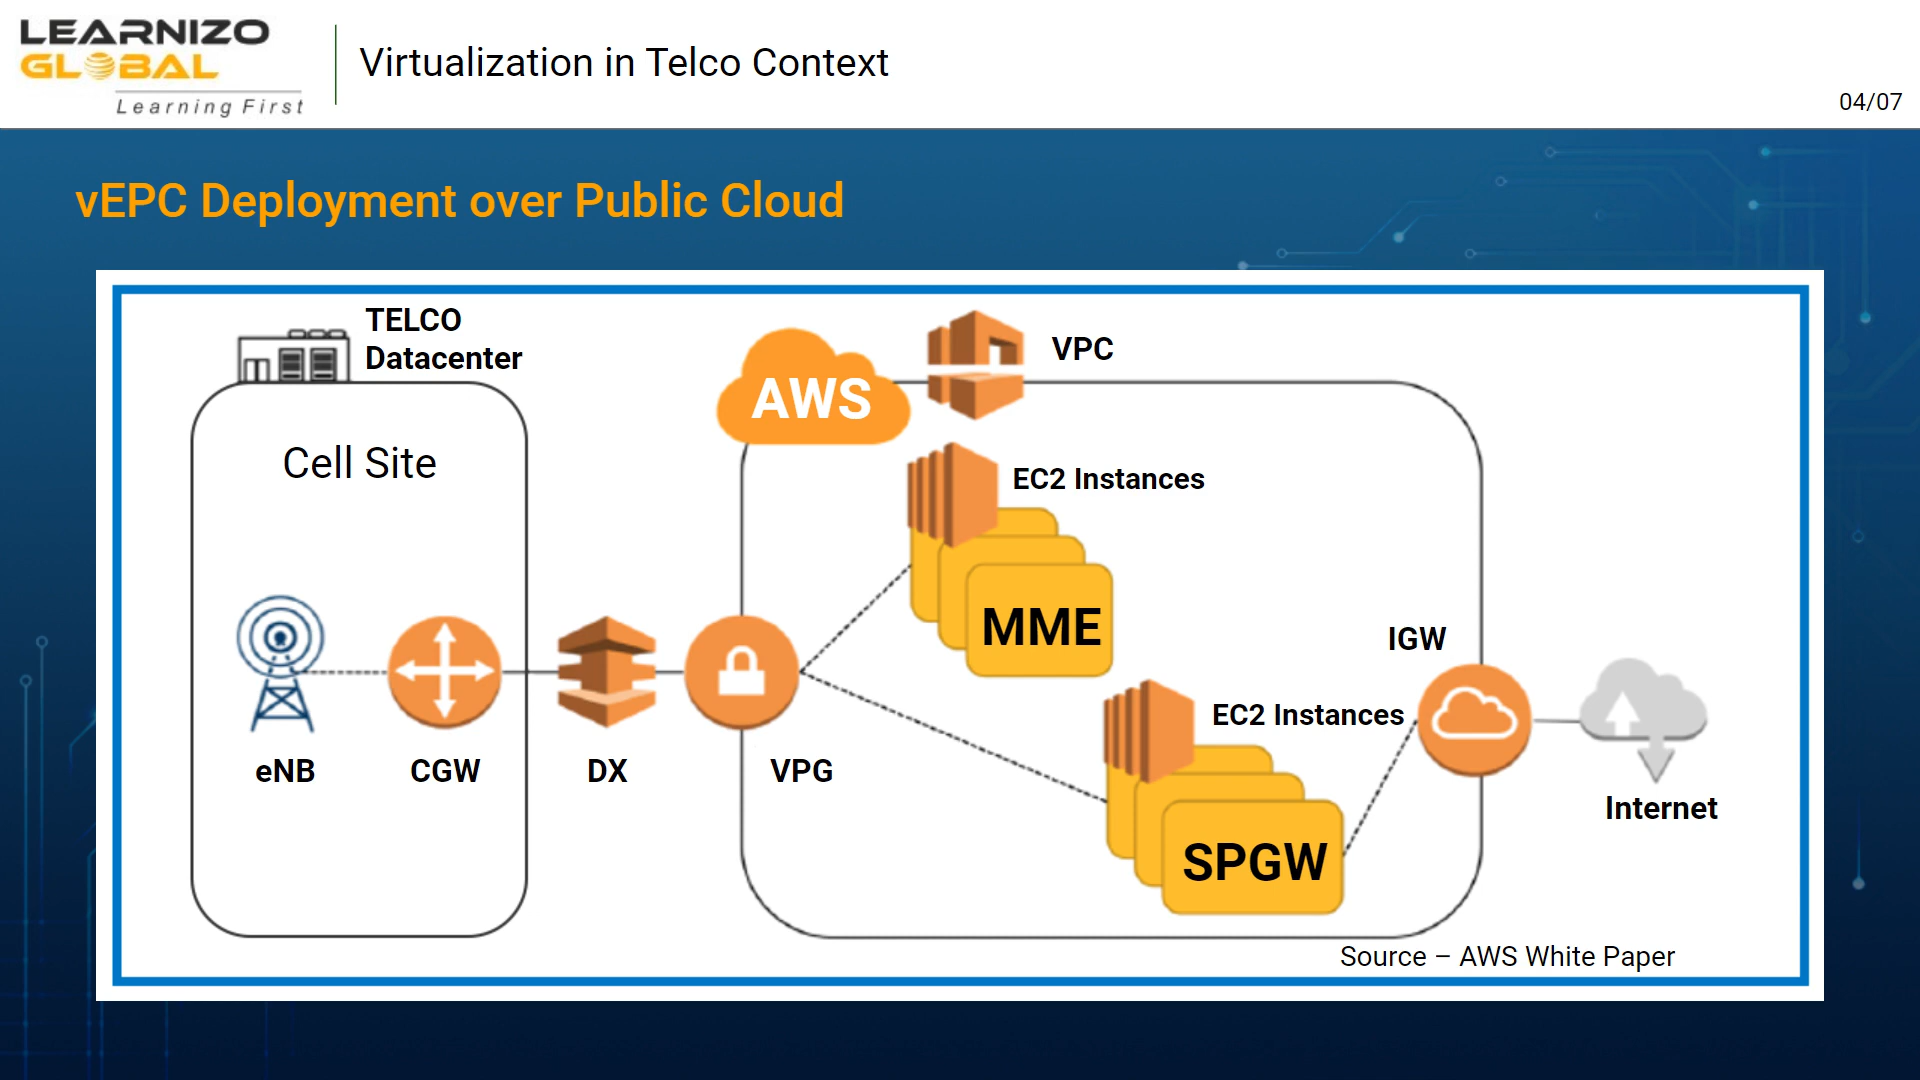 LEARNIZO
GLOBAL
Learning First
Virtualization in Telco Context
04/07
vEPC Deployment over Public Cloud
TELCO
Datacenter
Cell Site
AWS
VPC
EC2 Instances
MME
IGW
EC2 Instances
eNB
CGW
DX
VPG
Internet
SPGW
Source – AWS White Paper